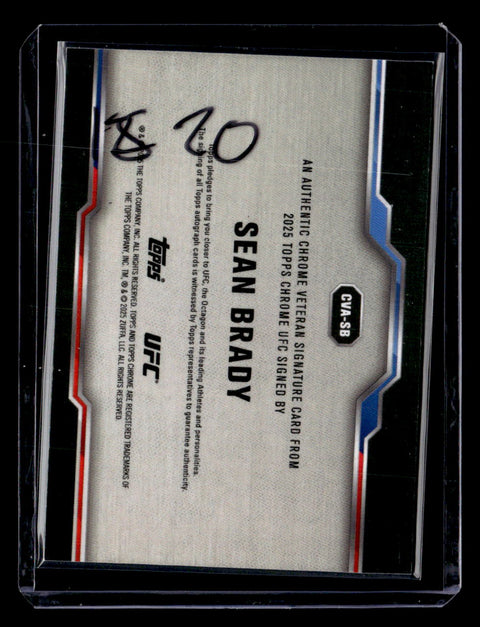 CVA-SB
AN AUTHENTIC CHROME VETERAN SIGNATURE CARD FROM
2025 TOPPS CHROME UFC SIGNED BY
SEAN BRADY
Topps pledges to bring you closer to UFC, the Octagon and its leading Athletes and personalities.
The signing of all Topps autograph cards is witnessed by Topps representatives to guarantee authenticity.
topps UFC
® & © 2025 THE TOPPS COMPANY, INC. ALL RIGHTS RESERVED. TOPPS AND TOPPS CHROME ARE REGISTERED TRADEMARKS OF
THE TOPPS COMPANY, INC. TM, ® & © 2025 ZUFFA, LLC. ALL RIGHTS RESERVED.
20